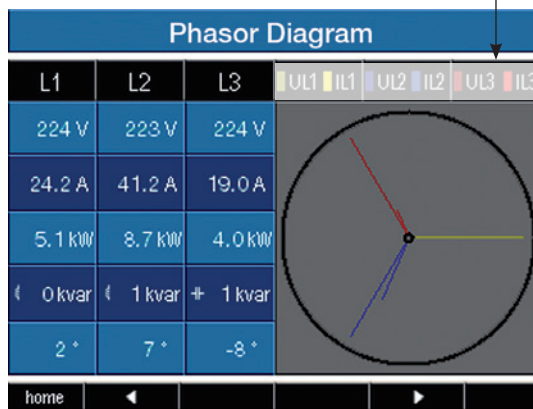 Phasor Diagram
L1 L2 L3 UL1 IL1 UL2 IL2 UL3 IL3
224 V 223 V 224 V
24.2 A 41.2 A 19.0 A
5.1 kW 8.7 kW 4.0 kW
0 kvar 1 kvar 1 kvar
2 ° 7 ° -8 °
home